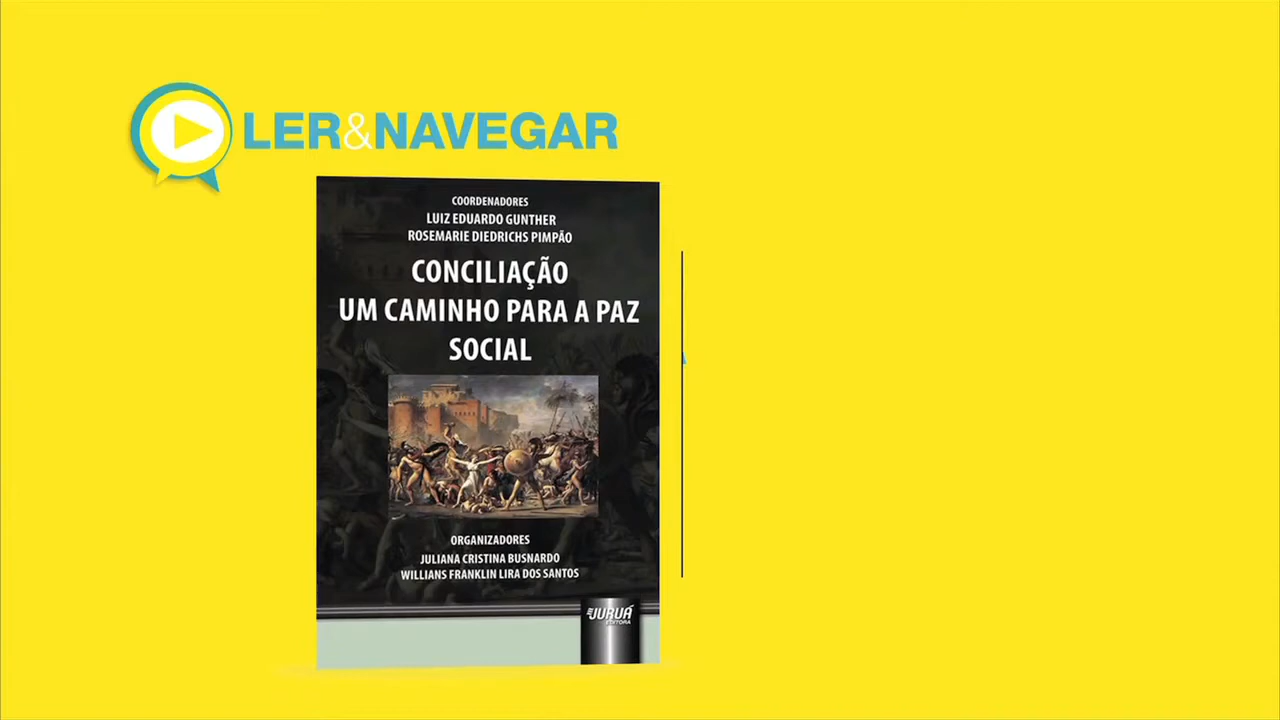 LER&NAVEGAR
COORDENADORES
LUIZ EDUARDO GUNTHER
ROSEMARIE DIEDRICHS PIMPÃO
CONCILIAÇÃO
UM CAMINHO PARA A PAZ
SOCIAL
ORGANIZADORES
JULIANA CRISTINA BUSNARDO
WILLIANS FRANKLIN LIRA DOS SANTOS
JURUÁ
EDITORA